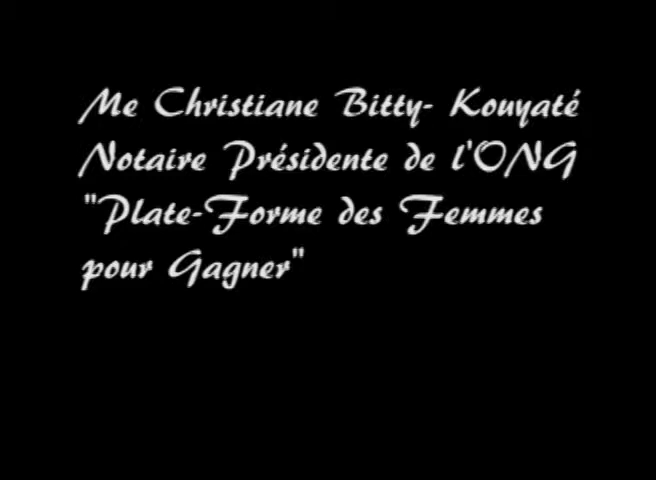 Me Christiane Bitty- Kouyaté
Notaire Présidente de l'ONG
"Plate-Forme des Femmes
pour Gagner"